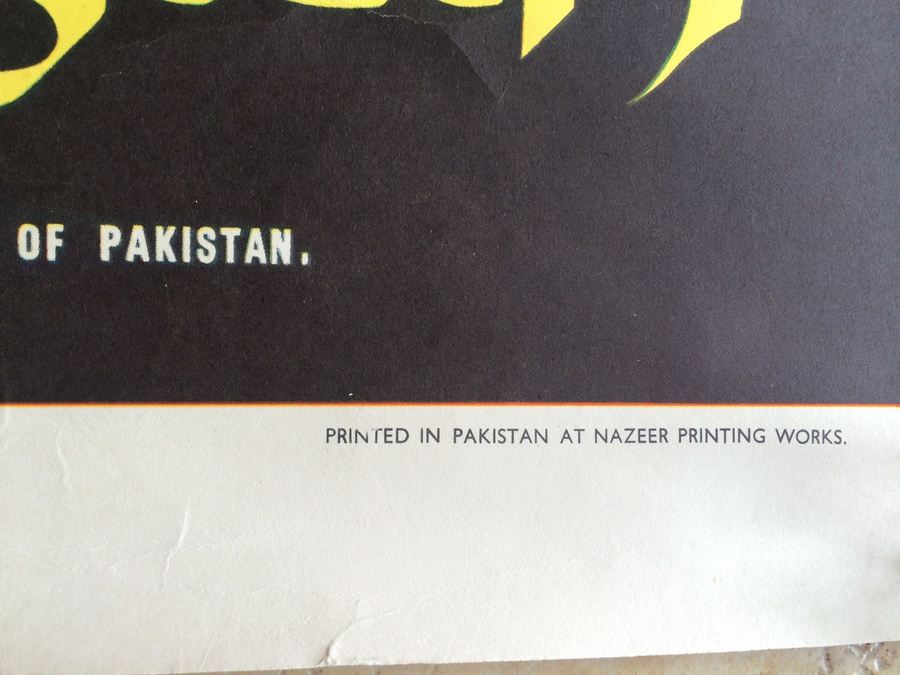 OF PAKISTAN.
PRINTED IN PAKISTAN AT NAZEER PRINTING WORKS.